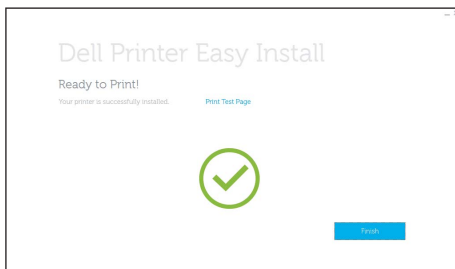 Dell Printer Easy Install
Ready to Print!
Your printer is successfully installed. Print Test Page
Finish